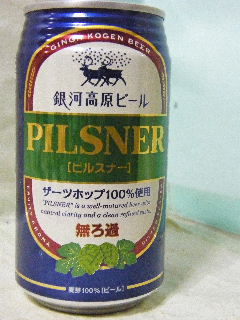 GINGA KOGEN BEER
銀河高原ビール
PILSNER
[ピルスナー]
ザーツホップ100%使用
"PILSNER" is a well-matured beer with
natural clarity and a clean refined taste.
無ろ過
麦芽100% [ビール]